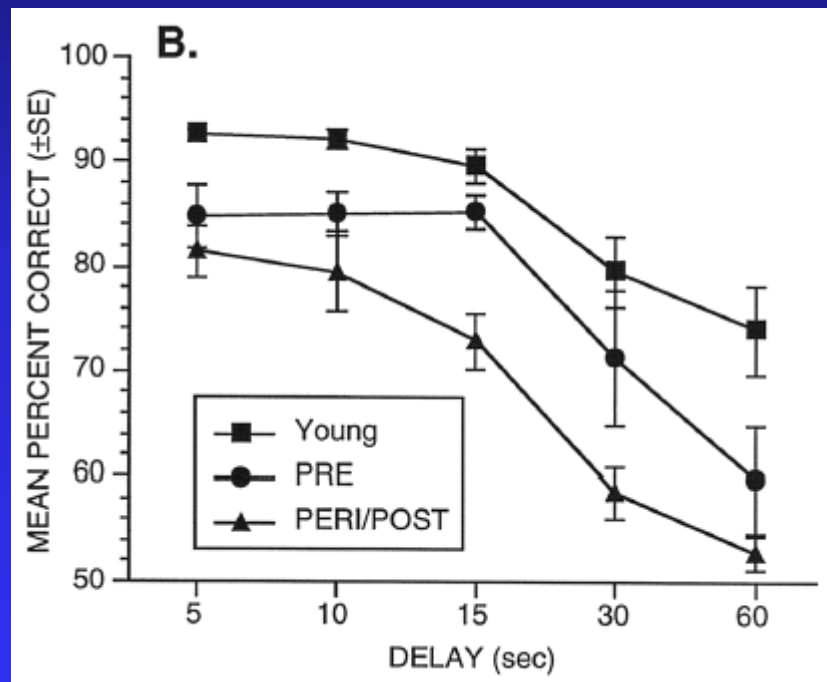 B.
MEAN PERCENT CORRECT (±SE)
100
90
80
70
60
50
Young
PRE
PERI/POST
5 10 15 30 60
DELAY (sec)